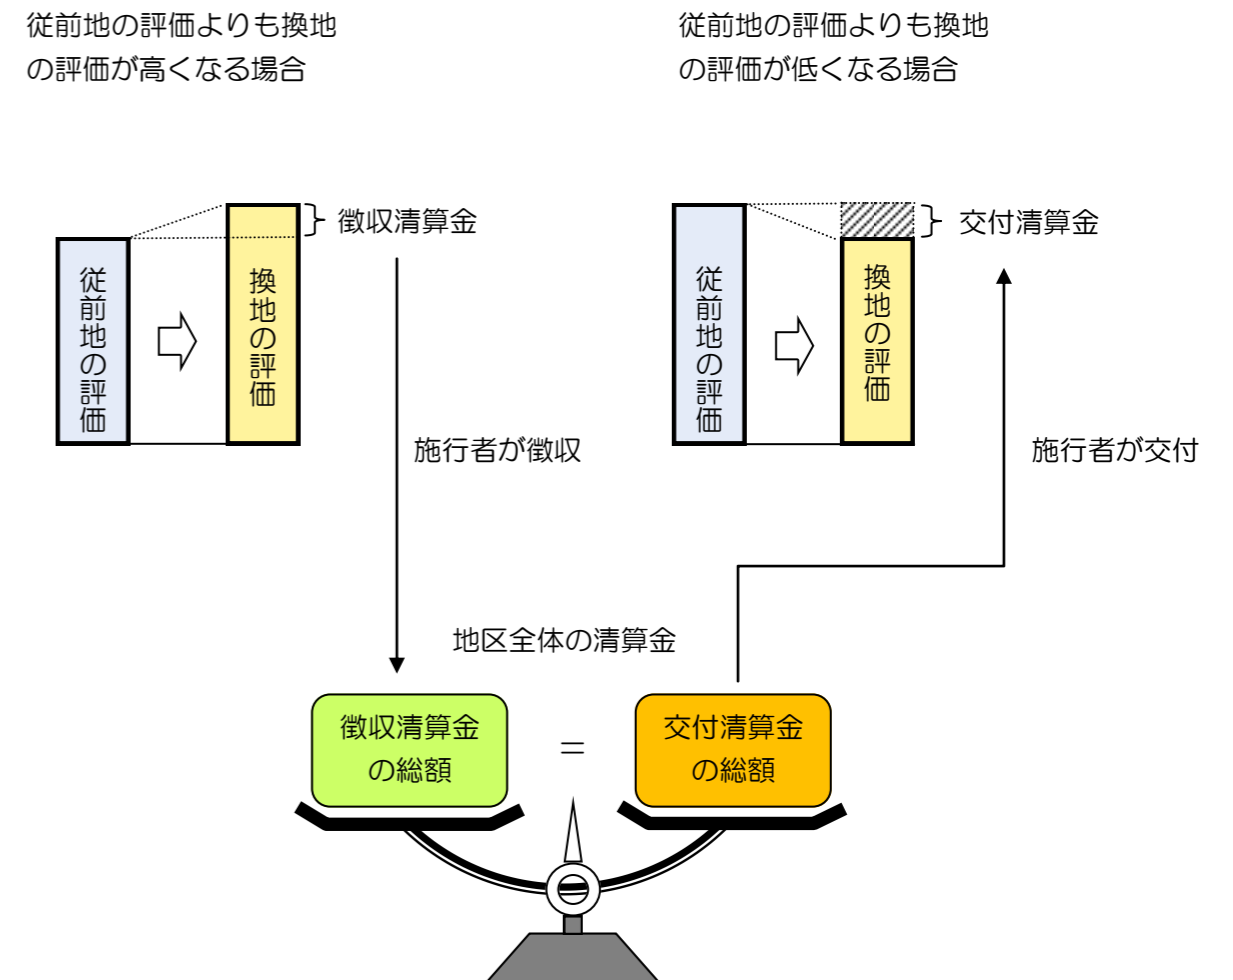 従前地の評価よりも換地
の評価が高くなる場合
従前地の評価よりも換地
の評価が低くなる場合
従前地の評価
換地の評価
徴収清算金
従前地の評価
換地の評価
交付清算金
施行者が徴収
施行者が交付
地区全体の清算金
徴収清算金
の総額
＝
交付清算金
の総額